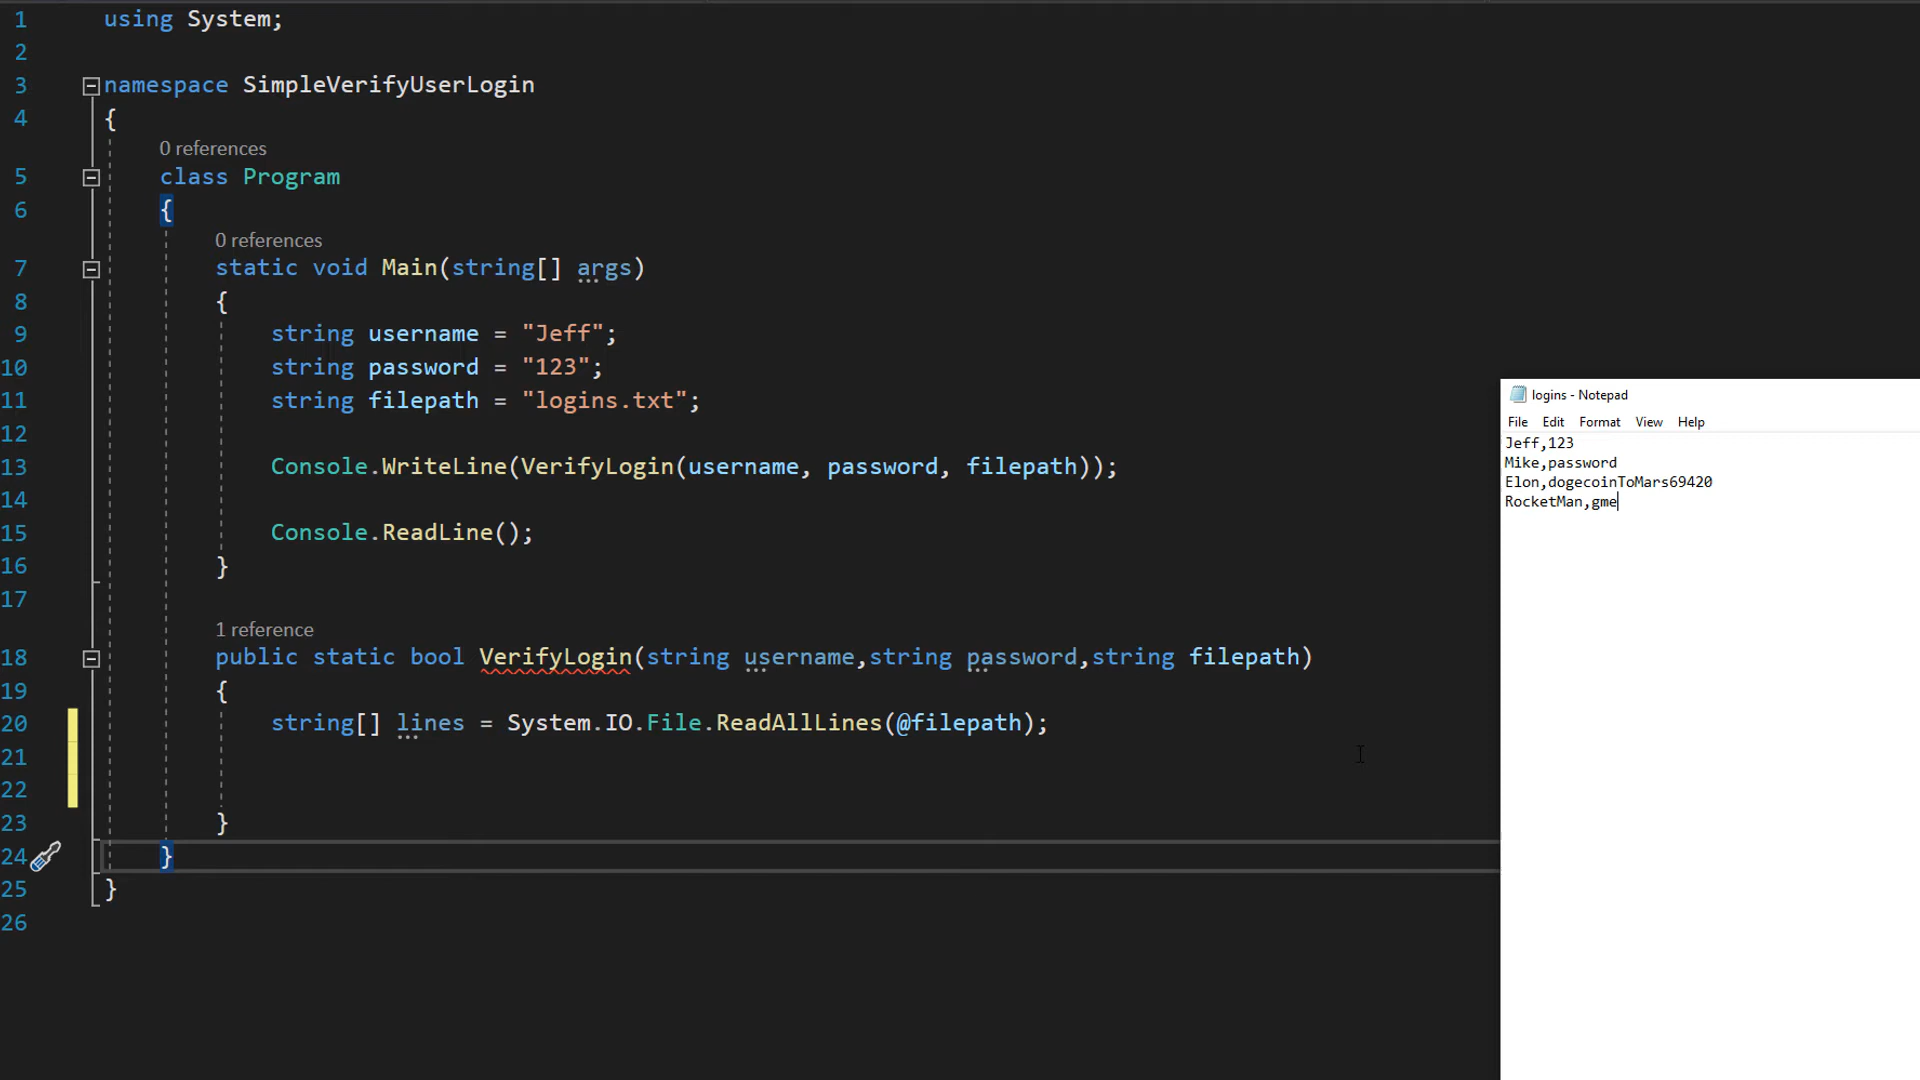 1 using System;
2
3 namespace SimpleVerifyUserLogin
4 {
0 references
5 class Program
6 {
0 references
7 static void Main(string[] args)
8 {
9 string username = "Jeff";
10 string password = "123";
11 string filepath = "logins.txt";
12
13 Console.WriteLine(VerifyLogin(username, password, filepath));
14
15 Console.ReadLine();
16 }
17
1 reference
18 public static bool VerifyLogin(string username,string password,string filepath)
19 {
20 string[] lines = System.IO.File.ReadAllLines(@filepath);
21
22
23 }
24 }
25 }
26
logins - Notepad
File Edit Format View Help
Jeff,123
Mike,password
Elon,dogecoinToMars69420
RocketMan,gme